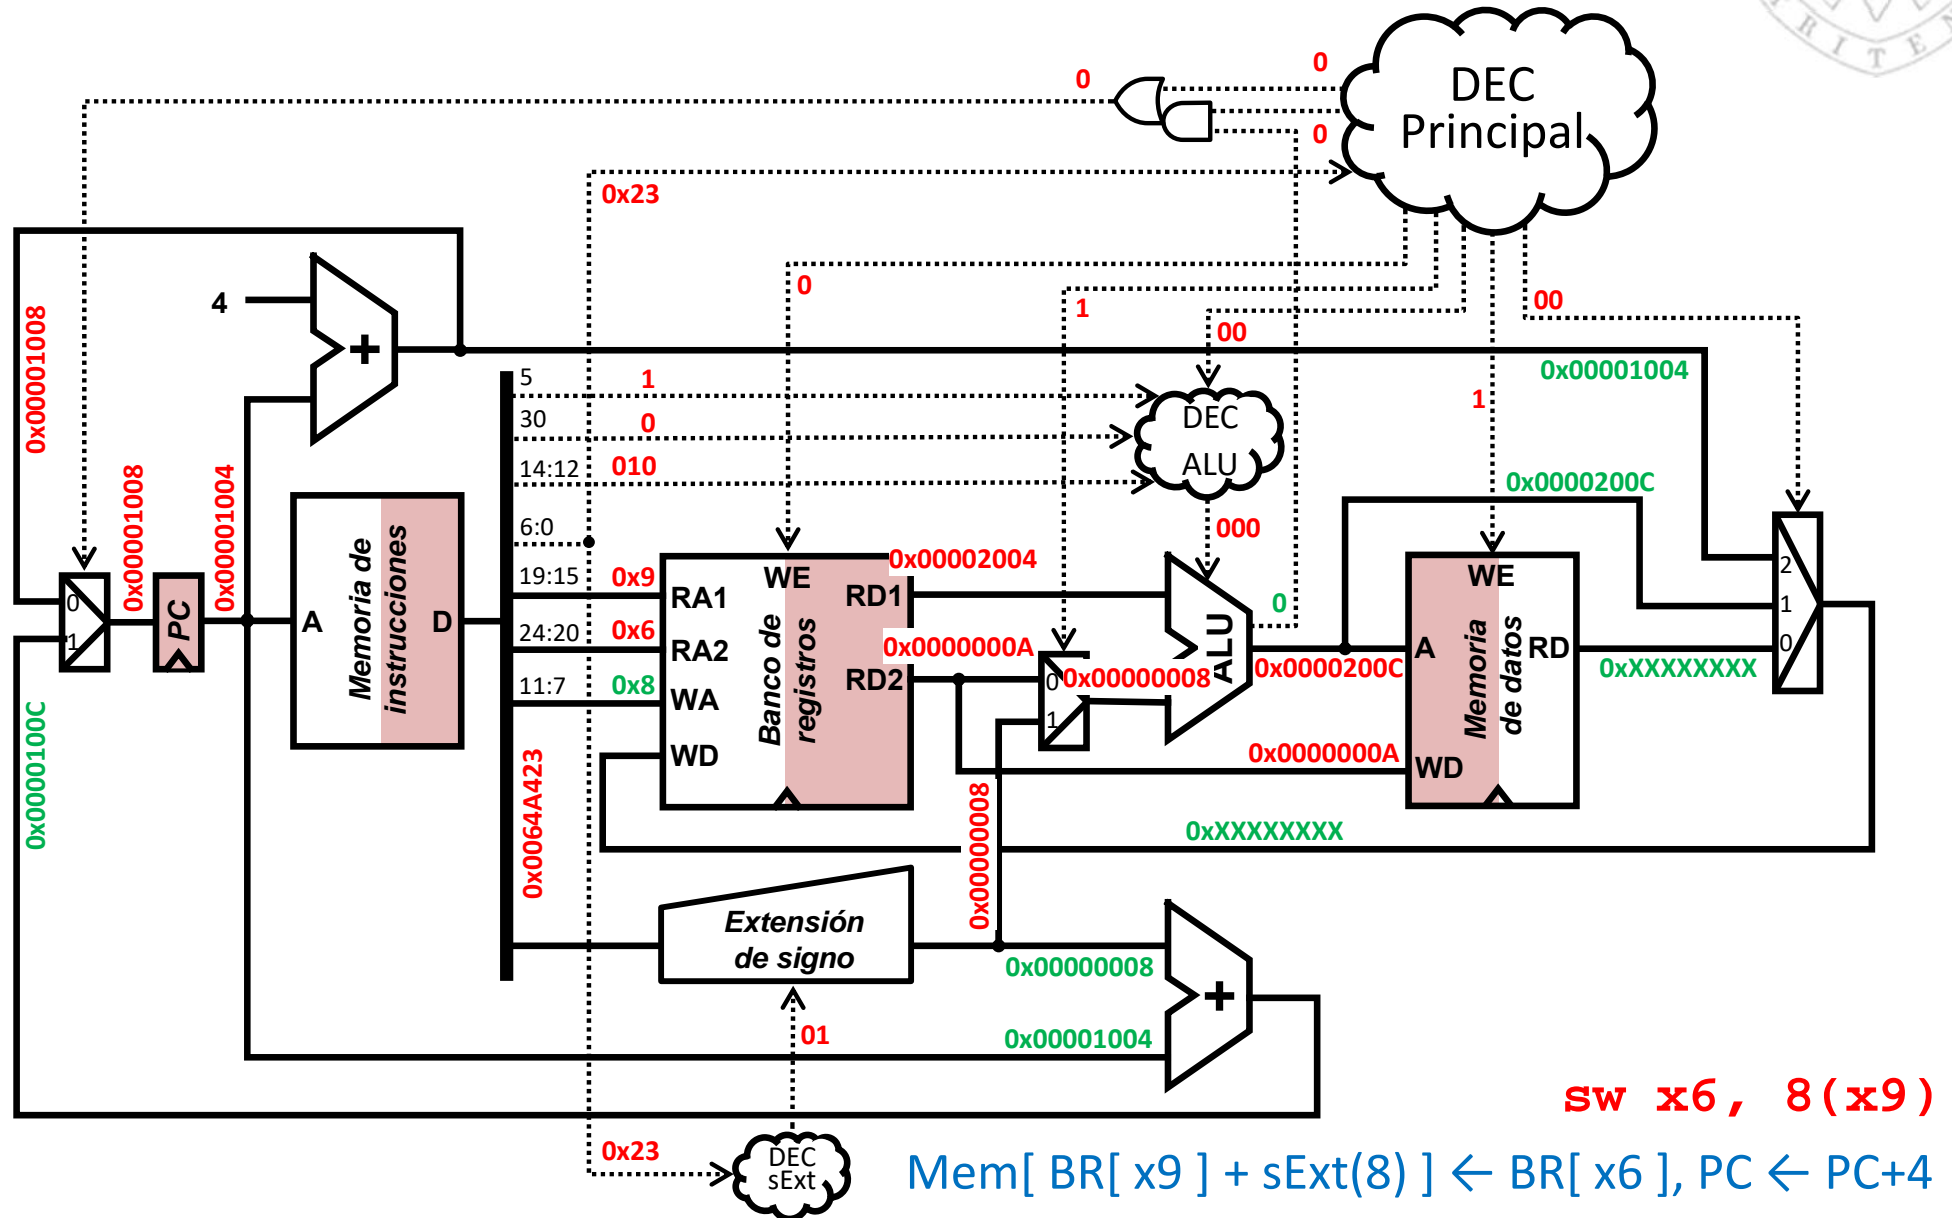 R I T E
DEC
Principal
0
0
0
0x23
0
1
00
00
1
4
+
0x00001008
0x00001008
0x00001004
0x0000100C
0
1
PC
A
Memoria de
instrucciones
D
5
1
30
0
14:12
010
6:0
19:15
0x9
24:20
0x6
11:7
0x8
0x0064A423
DEC
ALU
000
RA1
RA2
WA
WD
WE
Banco de
registros
RD1
RD2
0x00002004
0x0000000A
0
1
0x00000008
0x00000008
ALU
0
0x0000200C
0x0000200C
0x0000000A
A
WE
Memoria
de datos
RD
WD
0x00001004
0xXXXXXXXX
2
1
0
0xXXXXXXXX
Extensión
de signo
0x00000008
0x00001004
+
01
0x23
DEC
sExt
sw x6, 8(x9)
Mem[ BR[ x9 ] + sExt(8) ] ← BR[ x6 ], PC ← PC+4